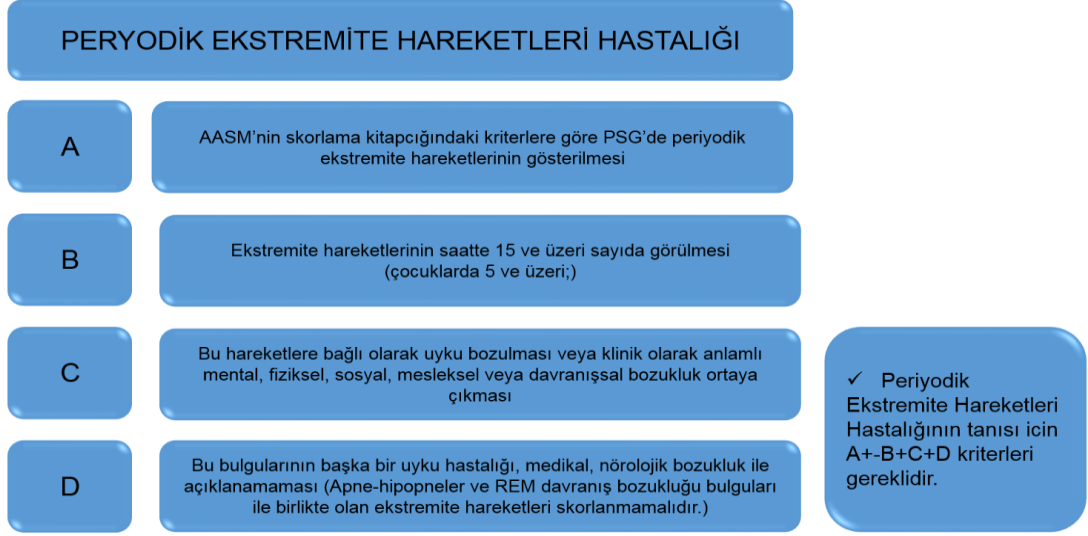 PERYODİK EKSTREMİTE HAREKETLERİ HASTALIĞI
A
AASM’nin skorlama kitapcığındaki kriterlere göre PSG’de periyodik
ekstremite hareketlerinin gösterilmesi
B
Ekstremite hareketlerinin saatte 15 ve üzeri sayıda görülmesi
(çocuklarda 5 ve üzeri;)
C
Bu hareketlere bağlı olarak uyku bozulması veya klinik olarak anlamlı
mental, fiziksel, sosyal, mesleksel veya davranışsal bozukluk ortaya
çıkması
D
Bu bulgularının başka bir uyku hastalığı, medikal, nörolojik bozukluk ile
açıklanamaması (Apne-hipopneler ve REM davranış bozukluğu bulguları
ile birlikte olan ekstremite hareketleri skorlanmamalıdır.)
✓ Periyodik
Ekstremite Hareketleri
Hastalığının tanısı icin
A+-B+C+D kriterleri
gereklidir.